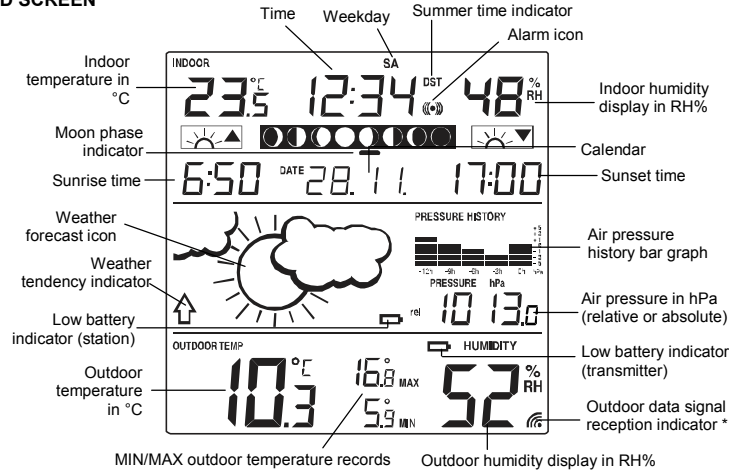 D SCREEN
Time
Weekday
Summer time indicator
Alarm icon
Indoor
temperature in
°C
INDOOR
23.5 °C
12:34
SA
DST
48 % RH
Indoor humidity
display in RH%
Moon phase
indicator
Calendar
Sunrise time
6:50
DATE 28. 11.
17:00
Sunset time
Weather
forecast icon
PRESSURE HISTORY
-12h -9h -6h -3h 0h hPa
Air pressure
history bar graph
Weather
tendency indicator
PRESSURE hPa
rel 1013.0
Air pressure in hPa
(relative or absolute)
Low battery
indicator (station)
OUTDOOR TEMP
HUMIDITY
Low battery indicator
(transmitter)
Outdoor
temperature
in °C
10.3 °C
16.8° MAX
5.9° MIN
52 % RH
Outdoor data signal
reception indicator *
MIN/MAX outdoor temperature records
Outdoor humidity display in RH%